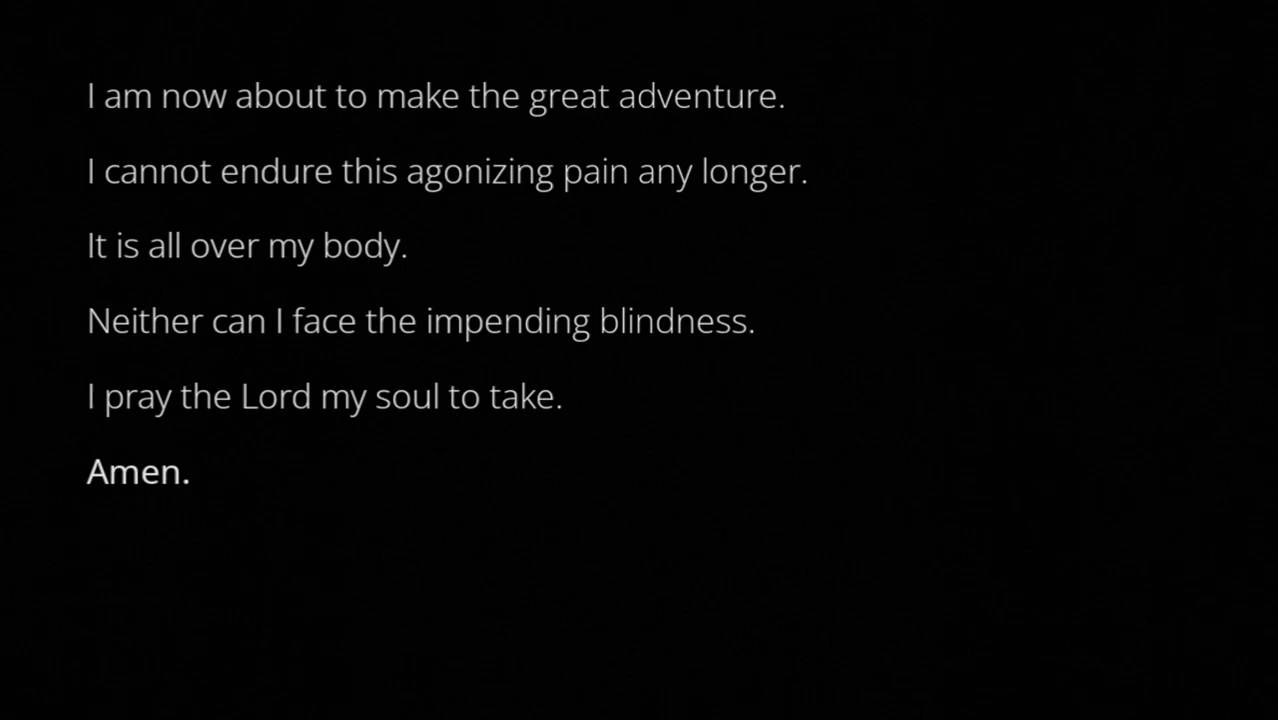 I am now about to make the great adventure.
I cannot endure this agonizing pain any longer.
It is all over my body.
Neither can I face the impending blindness.
I pray the Lord my soul to take.
Amen.